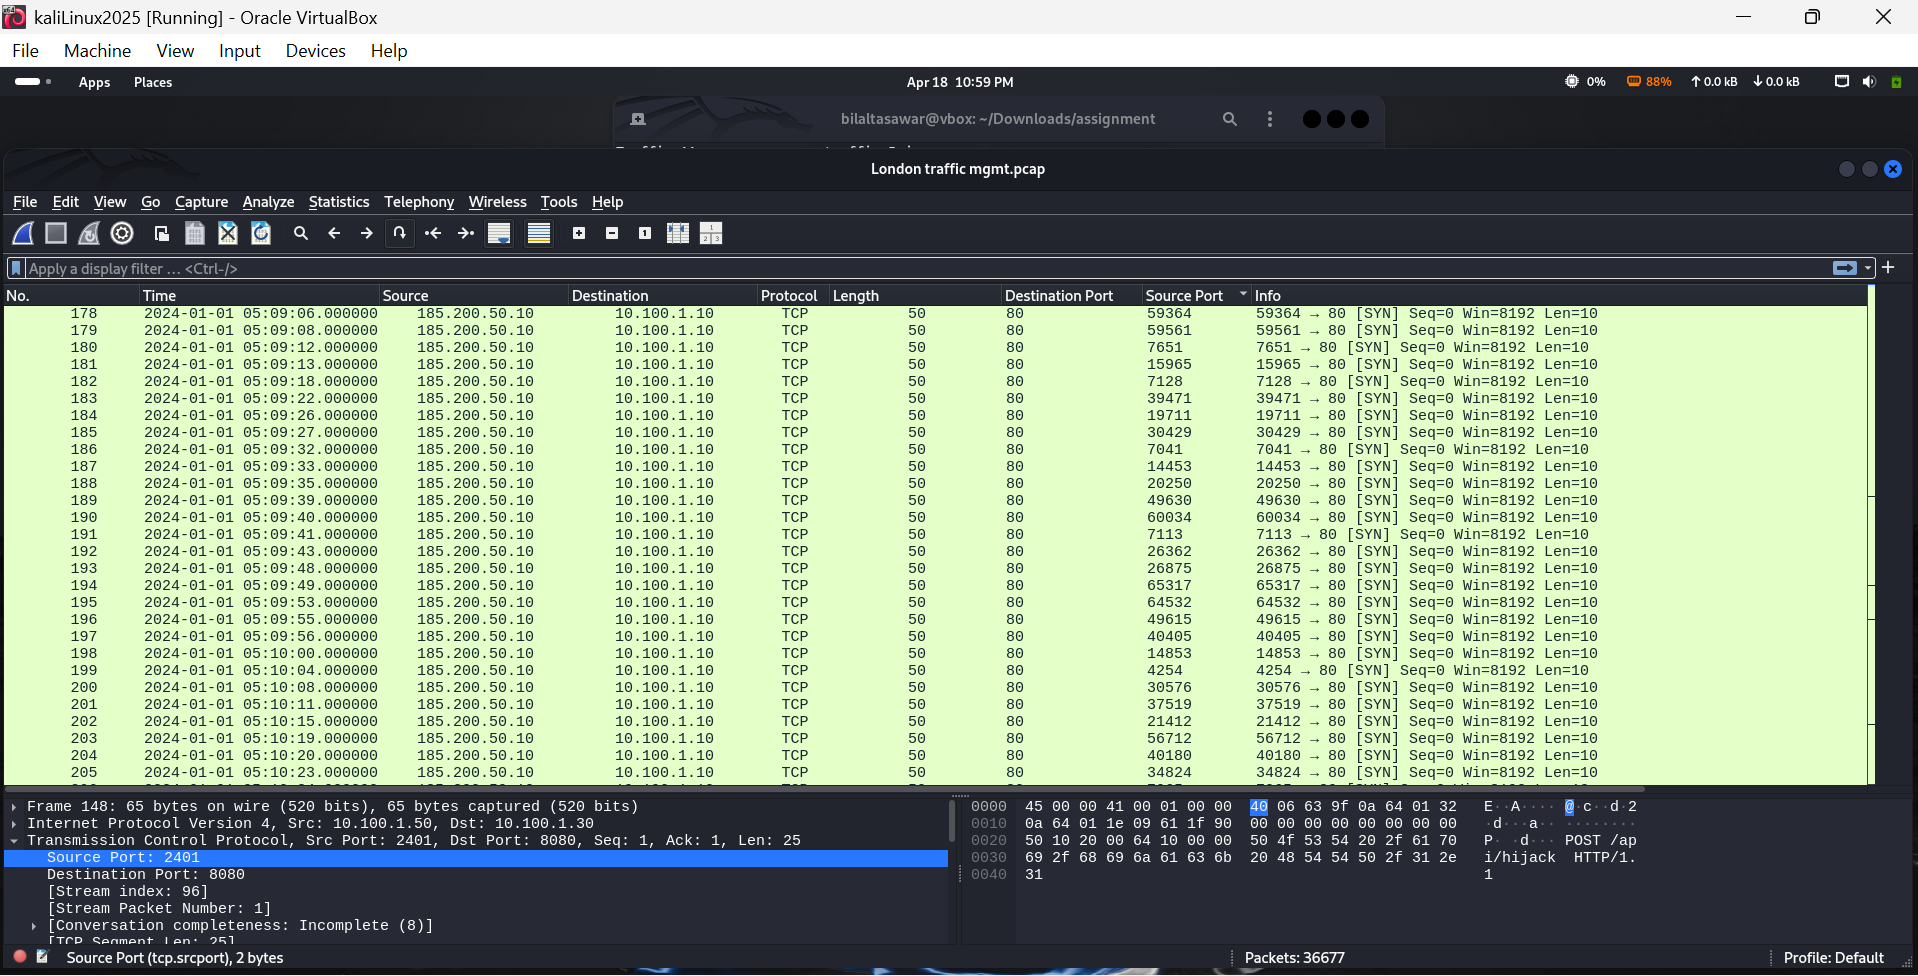 kaliLinux2025 [Running] - Oracle VirtualBox
File Machine View Input Devices Help
Apps Places Apr 18 10:59 PM 0% 88% ↑0.0 kB ↓0.0 kB
bilaltasawar@vbox: ~/Downloads/assignment
London traffic mgmt.pcap
File Edit View Go Capture Analyze Statistics Telephony Wireless Tools Help
Apply a display filter … <Ctrl-/>
No. Time Source Destination Protocol Length Destination Port Source Port Info
178 2024-01-01 05:09:06.000000 185.200.50.10 10.100.1.10 TCP 50 80 59364 59364 → 80 [SYN] Seq=0 Win=8192 Len=10
179 2024-01-01 05:09:08.000000 185.200.50.10 10.100.1.10 TCP 50 80 59561 59561 → 80 [SYN] Seq=0 Win=8192 Len=10
180 2024-01-01 05:09:12.000000 185.200.50.10 10.100.1.10 TCP 50 80 7651 7651 → 80 [SYN] Seq=0 Win=8192 Len=10
181 2024-01-01 05:09:13.000000 185.200.50.10 10.100.1.10 TCP 50 80 15965 15965 → 80 [SYN] Seq=0 Win=8192 Len=10
182 2024-01-01 05:09:18.000000 185.200.50.10 10.100.1.10 TCP 50 80 7128 7128 → 80 [SYN] Seq=0 Win=8192 Len=10
183 2024-01-01 05:09:22.000000 185.200.50.10 10.100.1.10 TCP 50 80 39471 39471 → 80 [SYN] Seq=0 Win=8192 Len=10
184 2024-01-01 05:09:26.000000 185.200.50.10 10.100.1.10 TCP 50 80 19711 19711 → 80 [SYN] Seq=0 Win=8192 Len=10
185 2024-01-01 05:09:27.000000 185.200.50.10 10.100.1.10 TCP 50 80 30429 30429 → 80 [SYN] Seq=0 Win=8192 Len=10
186 2024-01-01 05:09:32.000000 185.200.50.10 10.100.1.10 TCP 50 80 7041 7041 → 80 [SYN] Seq=0 Win=8192 Len=10
187 2024-01-01 05:09:33.000000 185.200.50.10 10.100.1.10 TCP 50 80 14453 14453 → 80 [SYN] Seq=0 Win=8192 Len=10
188 2024-01-01 05:09:35.000000 185.200.50.10 10.100.1.10 TCP 50 80 20250 20250 → 80 [SYN] Seq=0 Win=8192 Len=10
189 2024-01-01 05:09:39.000000 185.200.50.10 10.100.1.10 TCP 50 80 49630 49630 → 80 [SYN] Seq=0 Win=8192 Len=10
190 2024-01-01 05:09:40.000000 185.200.50.10 10.100.1.10 TCP 50 80 60034 60034 → 80 [SYN] Seq=0 Win=8192 Len=10
191 2024-01-01 05:09:41.000000 185.200.50.10 10.100.1.10 TCP 50 80 7113 7113 → 80 [SYN] Seq=0 Win=8192 Len=10
192 2024-01-01 05:09:43.000000 185.200.50.10 10.100.1.10 TCP 50 80 26362 26362 → 80 [SYN] Seq=0 Win=8192 Len=10
193 2024-01-01 05:09:48.000000 185.200.50.10 10.100.1.10 TCP 50 80 26875 26875 → 80 [SYN] Seq=0 Win=8192 Len=10
194 2024-01-01 05:09:49.000000 185.200.50.10 10.100.1.10 TCP 50 80 65317 65317 → 80 [SYN] Seq=0 Win=8192 Len=10
195 2024-01-01 05:09:53.000000 185.200.50.10 10.100.1.10 TCP 50 80 64532 64532 → 80 [SYN] Seq=0 Win=8192 Len=10
196 2024-01-01 05:09:55.000000 185.200.50.10 10.100.1.10 TCP 50 80 49615 49615 → 80 [SYN] Seq=0 Win=8192 Len=10
197 2024-01-01 05:09:56.000000 185.200.50.10 10.100.1.10 TCP 50 80 40405 40405 → 80 [SYN] Seq=0 Win=8192 Len=10
198 2024-01-01 05:10:00.000000 185.200.50.10 10.100.1.10 TCP 50 80 14853 14853 → 80 [SYN] Seq=0 Win=8192 Len=10
199 2024-01-01 05:10:04.000000 185.200.50.10 10.100.1.10 TCP 50 80 4254 4254 → 80 [SYN] Seq=0 Win=8192 Len=10
200 2024-01-01 05:10:08.000000 185.200.50.10 10.100.1.10 TCP 50 80 30576 30576 → 80 [SYN] Seq=0 Win=8192 Len=10
201 2024-01-01 05:10:11.000000 185.200.50.10 10.100.1.10 TCP 50 80 37519 37519 → 80 [SYN] Seq=0 Win=8192 Len=10
202 2024-01-01 05:10:15.000000 185.200.50.10 10.100.1.10 TCP 50 80 21412 21412 → 80 [SYN] Seq=0 Win=8192 Len=10
203 2024-01-01 05:10:19.000000 185.200.50.10 10.100.1.10 TCP 50 80 56712 56712 → 80 [SYN] Seq=0 Win=8192 Len=10
204 2024-01-01 05:10:20.000000 185.200.50.10 10.100.1.10 TCP 50 80 40180 40180 → 80 [SYN] Seq=0 Win=8192 Len=10
205 2024-01-01 05:10:23.000000 185.200.50.10 10.100.1.10 TCP 50 80 34824 34824 → 80 [SYN] Seq=0 Win=8192 Len=10
Frame 148: 65 bytes on wire (520 bits), 65 bytes captured (520 bits)
Internet Protocol Version 4, Src: 10.100.1.50, Dst: 10.100.1.30
Transmission Control Protocol, Src Port: 2401, Dst Port: 8080, Seq: 1, Ack: 1, Len: 25
Source Port: 2401
Destination Port: 8080
[Stream index: 96]
[Stream Packet Number: 1]
[Conversation completeness: Incomplete (8)]
[TCP Segment Len: 25]
0000 45 00 00 41 00 01 00 00 40 06 63 9f 0a 64 01 32 E··A····@·c··d·2
0010 0a 64 01 1e 09 61 1f 90 00 00 00 00 00 00 00 00 ·d···a··········
0020 50 10 20 00 64 10 00 00 50 4f 53 54 20 2f 61 70 P· ·d···POST /ap
0030 69 2f 68 69 6a 61 63 6b 20 48 54 54 50 2f 31 2e i/hijack HTTP/1.
0040 31 1
Source Port (tcp.srcport), 2 bytes Packets: 36677 Profile: Default